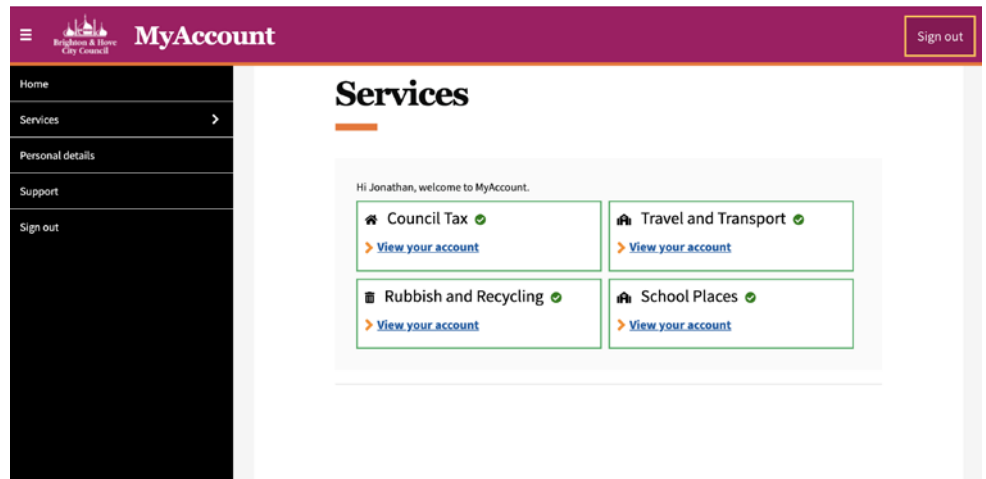 Brighton & Hove
City Council
MyAccount
Sign out
Home
Services
Personal details
Support
Sign out
Services
Hi Jonathan, welcome to MyAccount.
Council Tax
View your account
Travel and Transport
View your account
Rubbish and Recycling
View your account
School Places
View your account